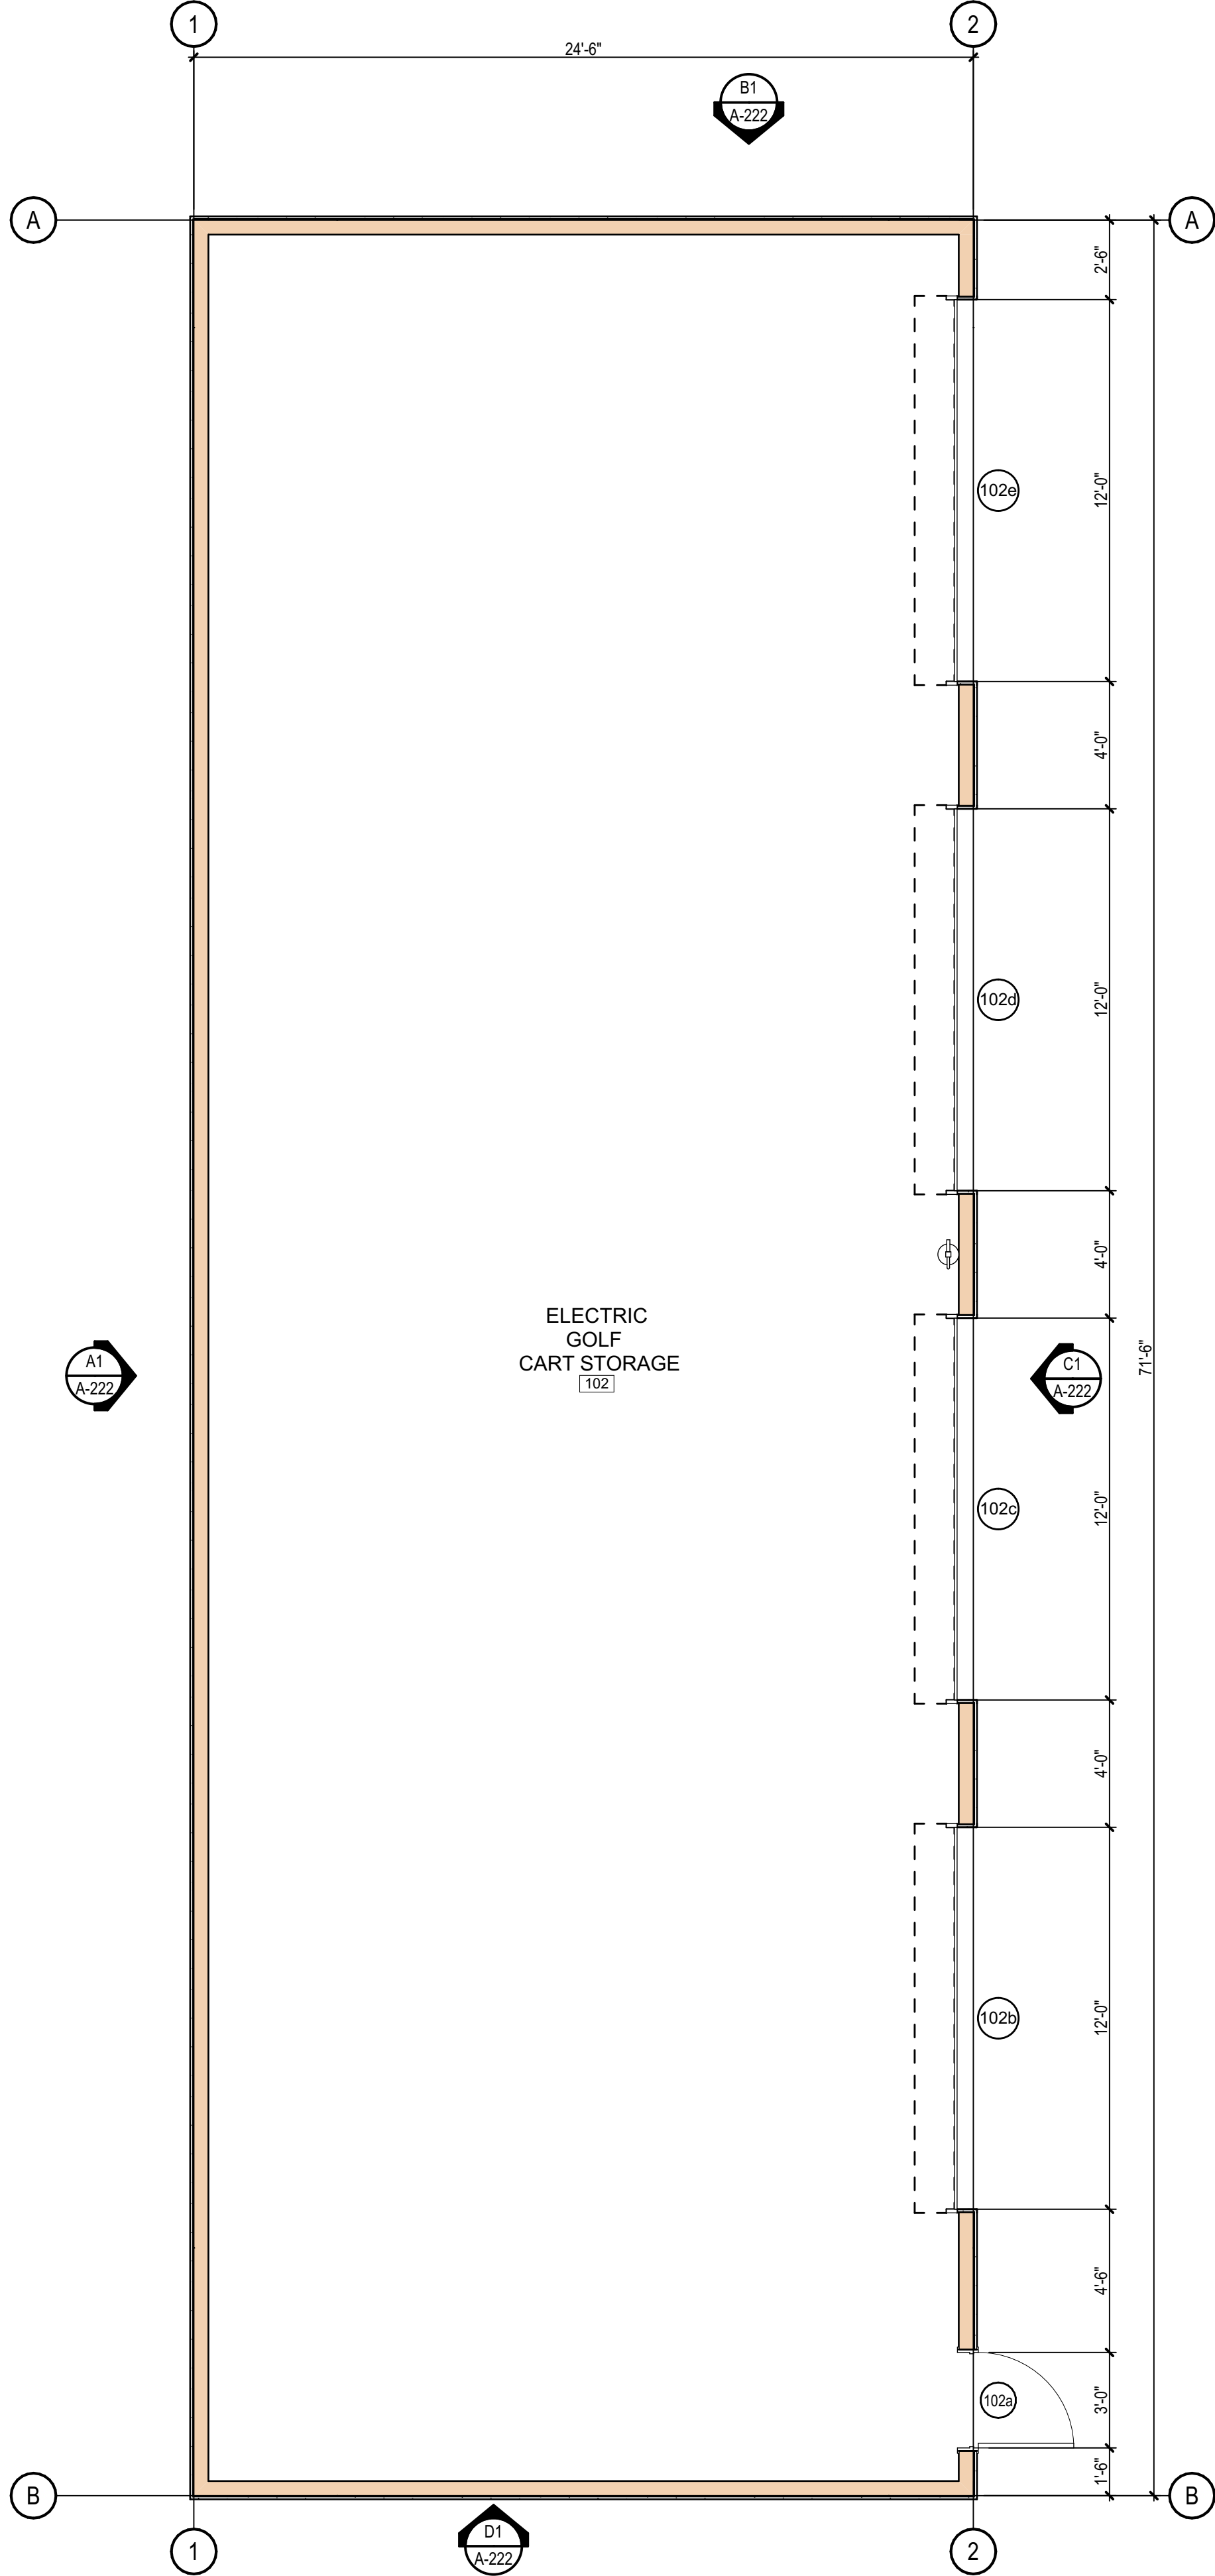 1
2
24'-6"
B1
A-222
A
A
2'-6"
102e
12'-0"
4'-0"
102d
12'-0"
4'-0"
ELECTRIC
GOLF
CART STORAGE
102
A1
A-222
C1
A-222
71'-6"
102c
12'-0"
4'-0"
102b
12'-0"
4'-6"
102a
3'-0"
1'-6"
B
B
D1
A-222
1
2